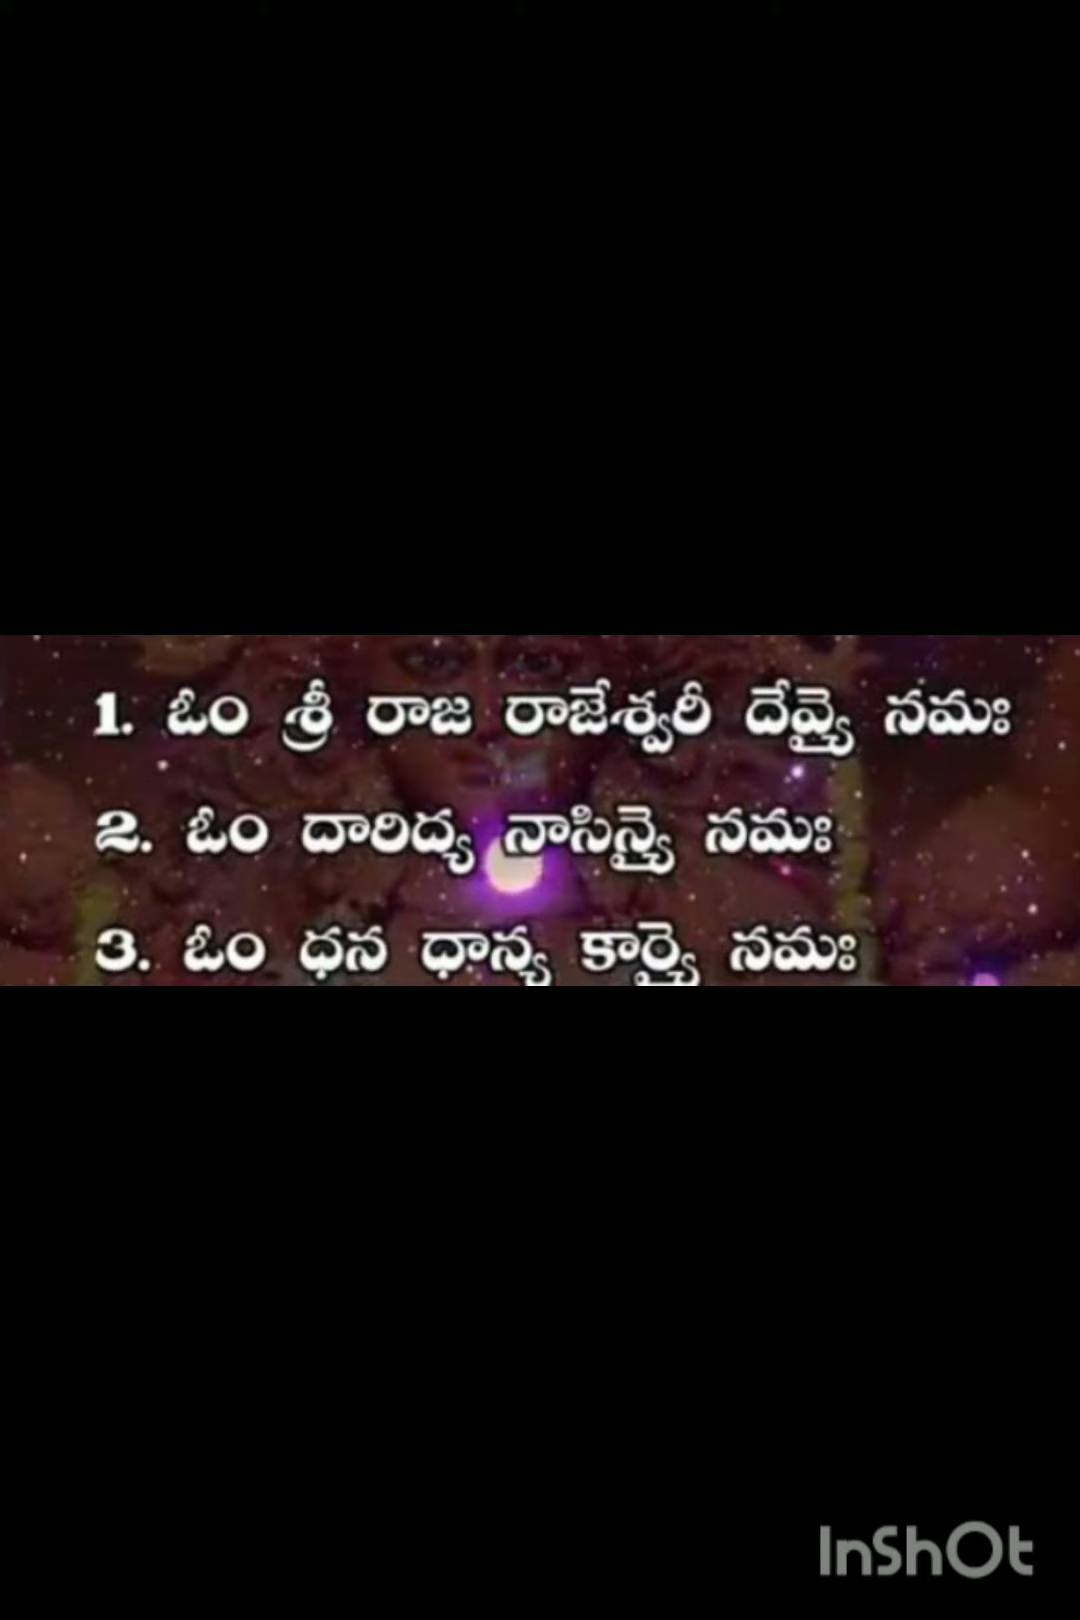 1. ఓం శ్రీ రాజ రాజేశ్వరీ దేవ్యై నమః
2. ఓం దారిద్య నాసిన్యై నమః
3. ఓం ధన ధాన్య కార్యై నమః
InShOt